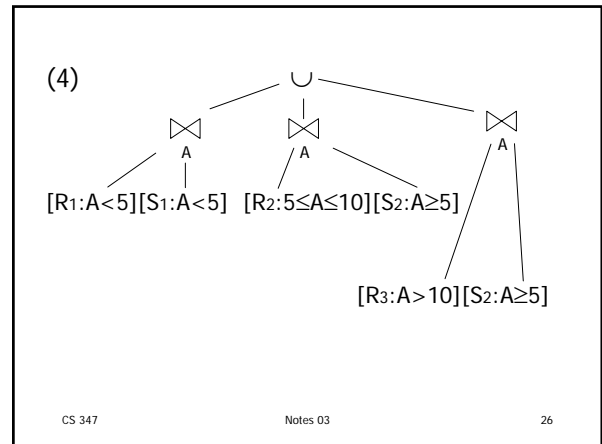 (4) ∪
⋈ ⋈ ⋈
A A A
[R1:A<5][S1:A<5] [R2:5≤A≤10][S2:A≥5]
[R3:A>10][S2:A≥5]
CS 347 Notes 03 26